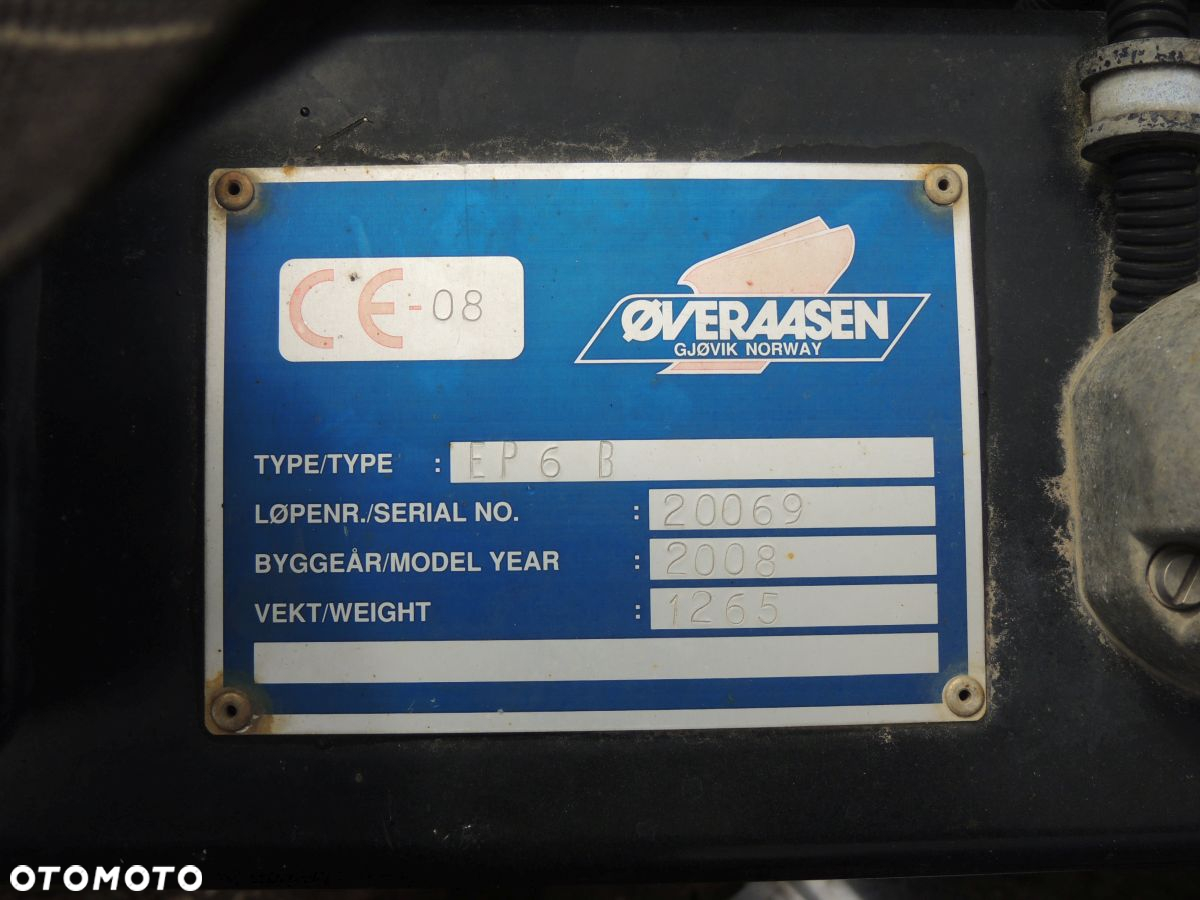 CE-08
ØVERAASEN
GJØVIK NORWAY
TYPE/TYPE : EP6 B
LØPENR./SERIAL NO. : 20069
BYGGEÅR/MODEL YEAR : 2008
VEKT/WEIGHT : 1265
OTOMOTO